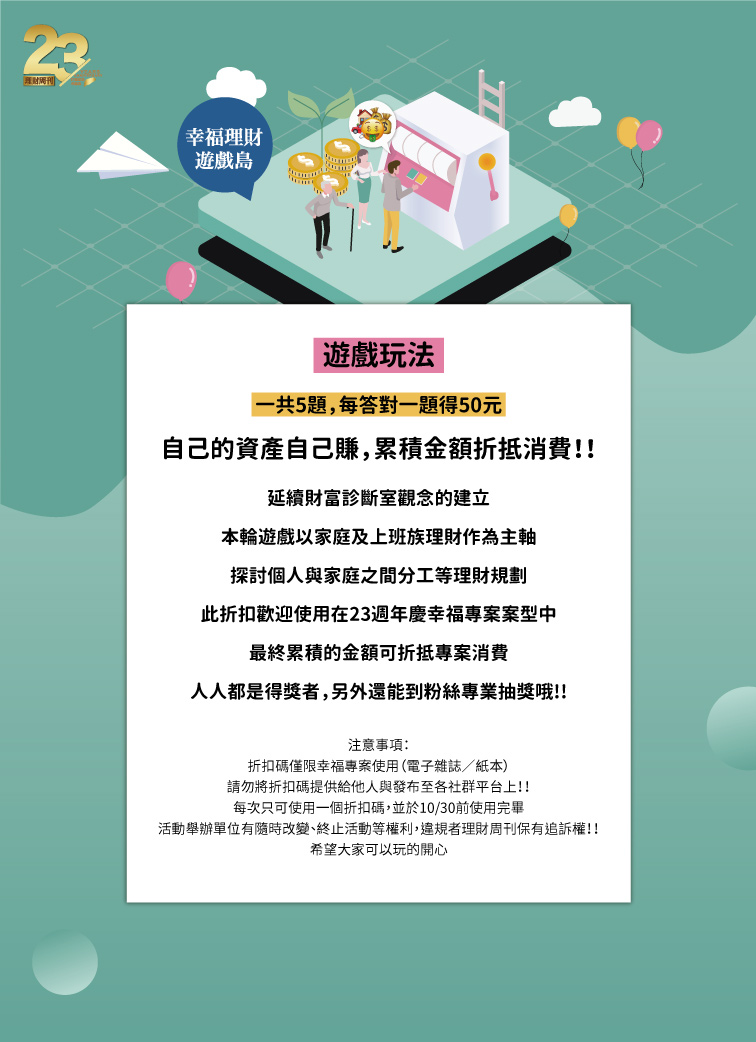 23
理財周刊
幸福理財
遊戲島
遊戲玩法
一共5題，每答對一題得50元
自己的資產自己賺，累積金額折抵消費！！
延續財富診斷室觀念的建立
本輪遊戲以家庭及上班族理財作為主軸
探討個人與家庭之間分工等理財規劃
此折扣歡迎使用在23週年慶幸福專案案型中
最終累積的金額可折抵專案消費
人人都是得獎者，另外還能到粉絲專業抽獎哦!!
注意事項：
折扣碼僅限幸福專案使用（電子雜誌／紙本）
請勿將折扣碼提供給他人與發布至各社群平台上！！
每次只可使用一個折扣碼，並於10/30前使用完畢
活動舉辦單位有隨時改變、終止活動等權利，違規者理財周刊保有追訴權！！
希望大家可以玩的開心